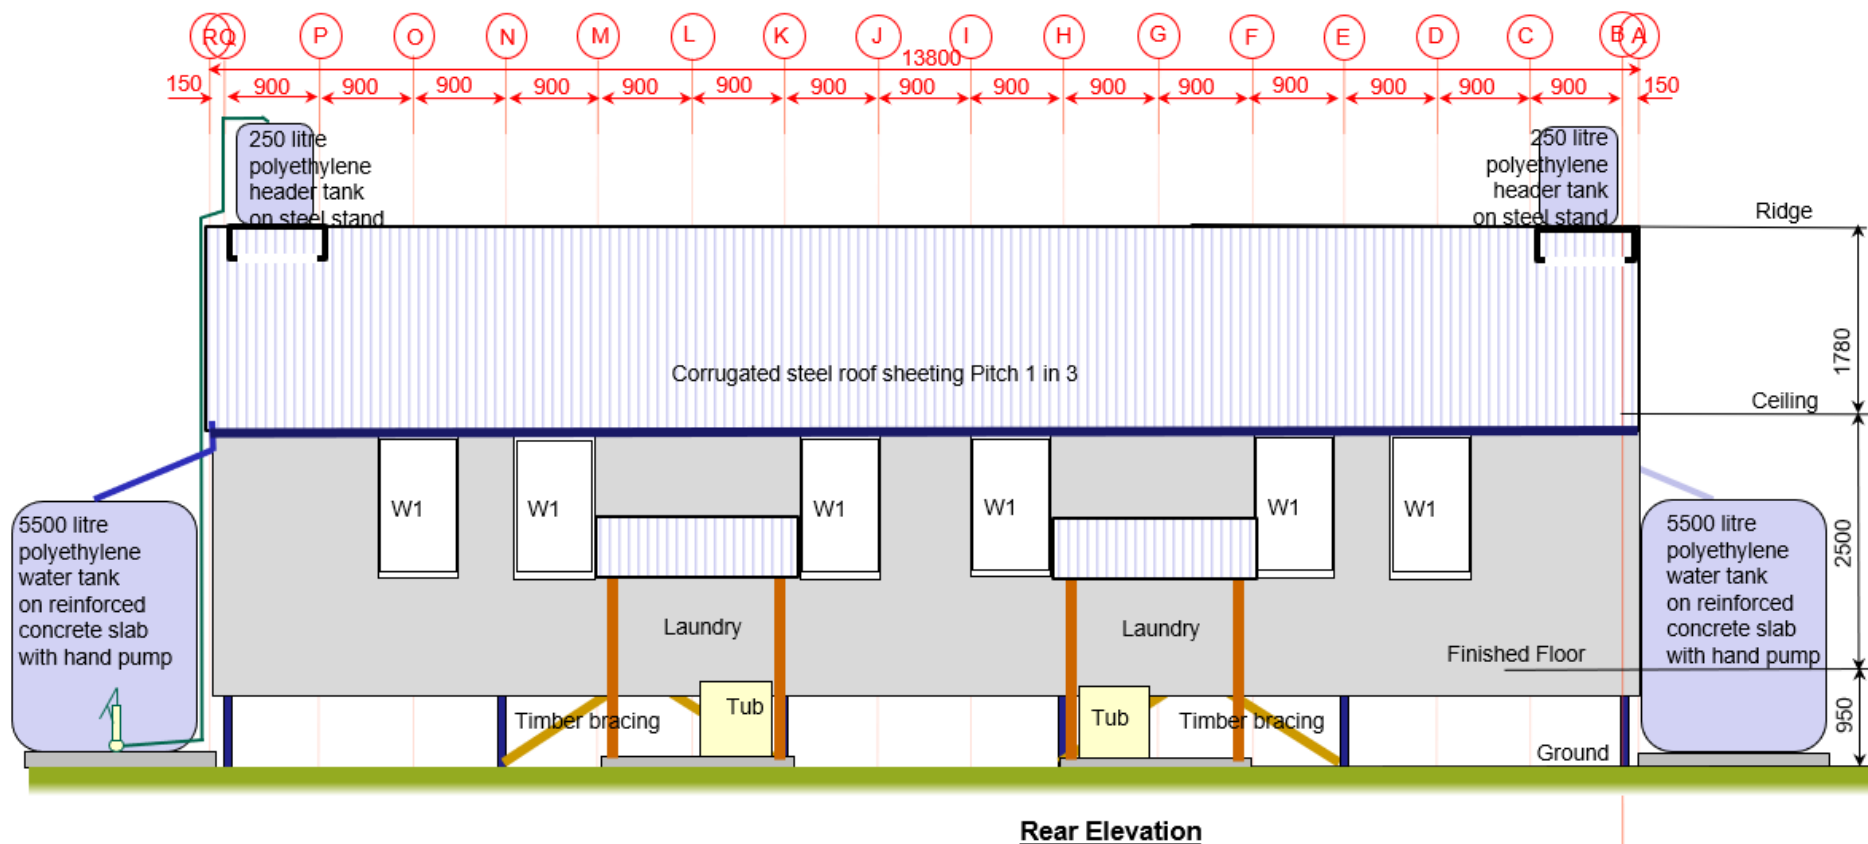 R Q P O N M L K J I H G F E D C B A
13800
150 900 900 900 900 900 900 900 900 900 900 900 900 900 900 900 150
250 litre
polyethylene
header tank
on steel stand
250 litre
polyethylene
header tank
on steel stand
Ridge
1780
Corrugated steel roof sheeting Pitch 1 in 3
Ceiling
W1 W1 W1 W1 W1 W1
2500
5500 litre
polyethylene
water tank
on reinforced
concrete slab
with hand pump
5500 litre
polyethylene
water tank
on reinforced
concrete slab
with hand pump
Laundry
Laundry
Finished Floor
Tub
Tub
Timber bracing
Timber bracing
950
Ground
Rear Elevation